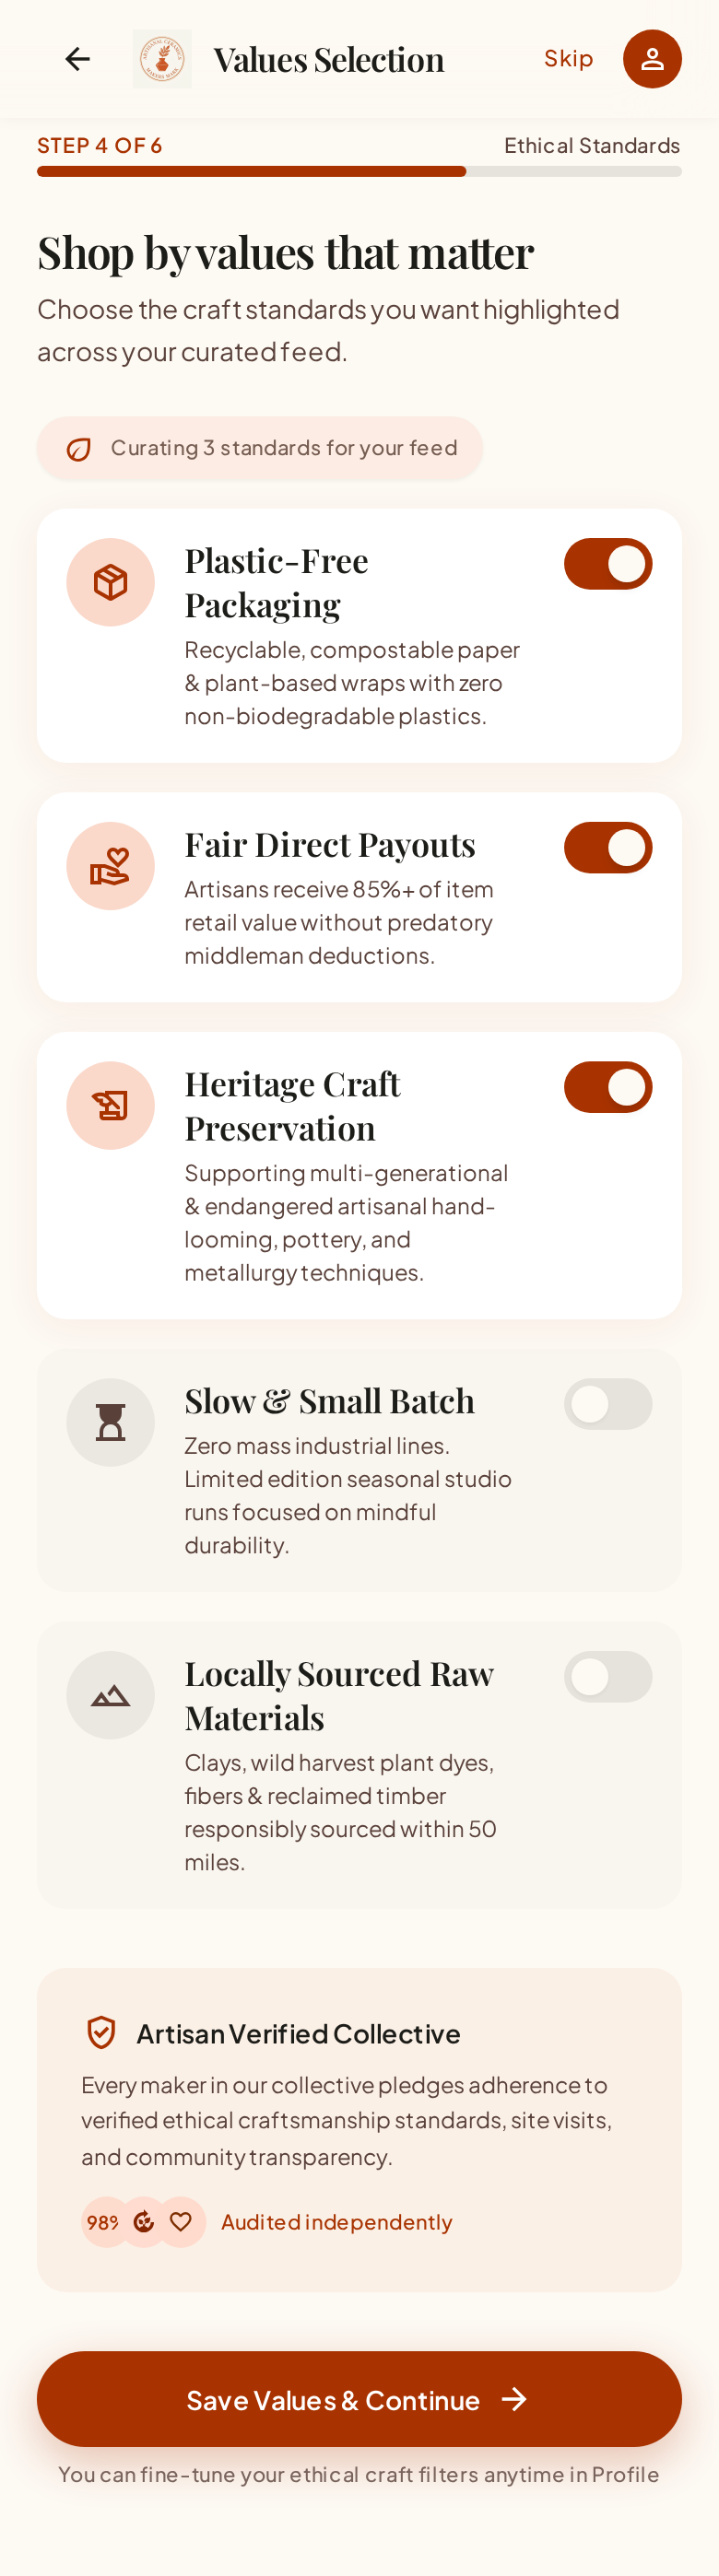 ARTISANAL CERAMICS
MAKERS MARK
Values Selection
Skip
STEP 4 OF 6
Ethical Standards
Shop by values that matter
Choose the craft standards you want highlighted
across your curated feed.
Curating 3 standards for your feed
Plastic-Free
Packaging
Recyclable, compostable paper
& plant-based wraps with zero
non-biodegradable plastics.
Fair Direct Payouts
Artisans receive 85%+ of item
retail value without predatory
middleman deductions.
Heritage Craft
Preservation
Supporting multi-generational
& endangered artisanal hand-
looming, pottery, and
metallurgy techniques.
Slow & Small Batch
Zero mass industrial lines.
Limited edition seasonal studio
runs focused on mindful
durability.
Locally Sourced Raw
Materials
Clays, wild harvest plant dyes,
fibers & reclaimed timber
responsibly sourced within 50
miles.
Artisan Verified Collective
Every maker in our collective pledges adherence to
verified ethical craftsmanship standards, site visits,
and community transparency.
98%
Audited independently
Save Values & Continue
You can fine-tune your ethical craft filters anytime in Profile